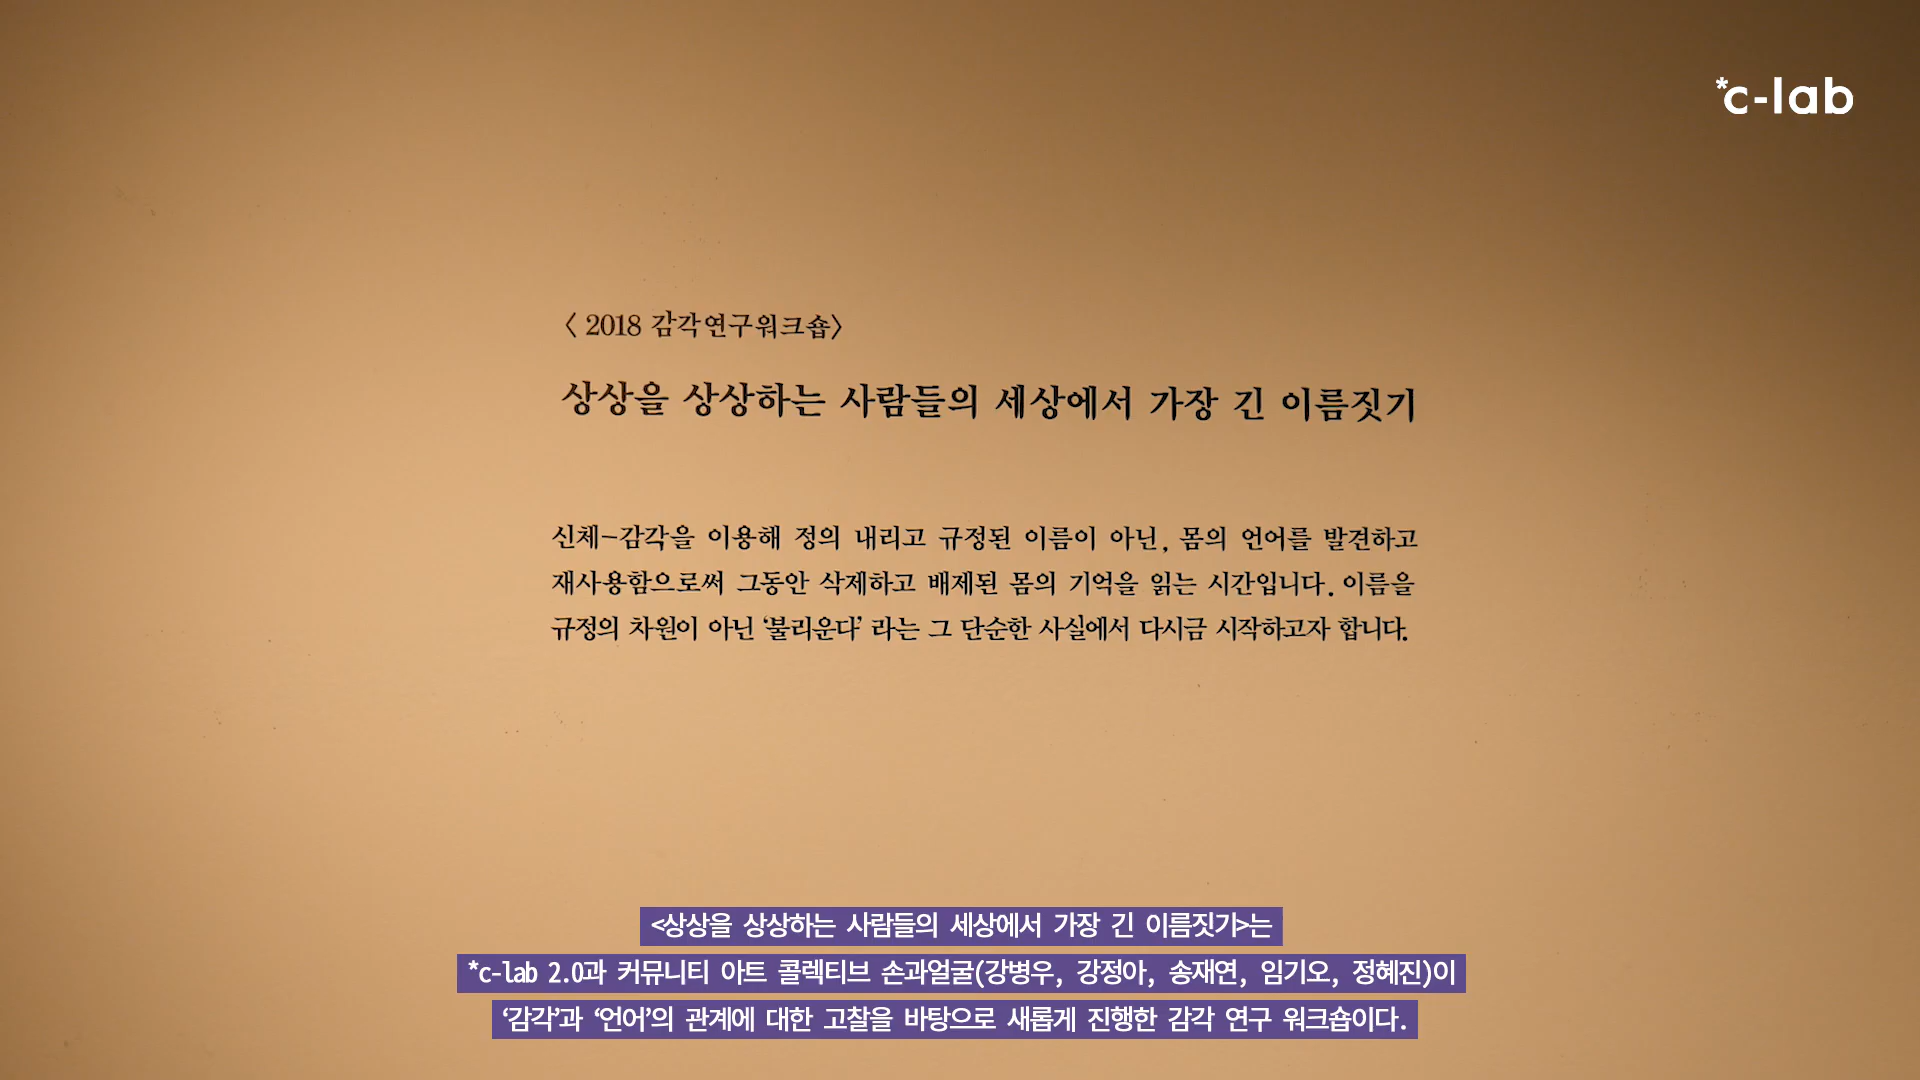 *c-lab
〈 2018 감각연구워크숍〉
상상을 상상하는 사람들의 세상에서 가장 긴 이름짓기
신체-감각을 이용해 정의 내리고 규정된 이름이 아닌, 몸의 언어를 발견하고
재사용함으로써 그동안 삭제하고 배제된 몸의 기억을 읽는 시간입니다. 이름을
규정의 차원이 아닌 ‘불리운다’ 라는 그 단순한 사실에서 다시금 시작하고자 합니다.
<상상을 상상하는 사람들의 세상에서 가장 긴 이름짓기>는
*c-lab 2.0과 커뮤니티 아트 콜렉티브 손과얼굴(강병우, 강정아, 송재연, 임기오, 정혜진)이
‘감각’과 ‘언어’의 관계에 대한 고찰을 바탕으로 새롭게 진행한 감각 연구 워크숍이다.